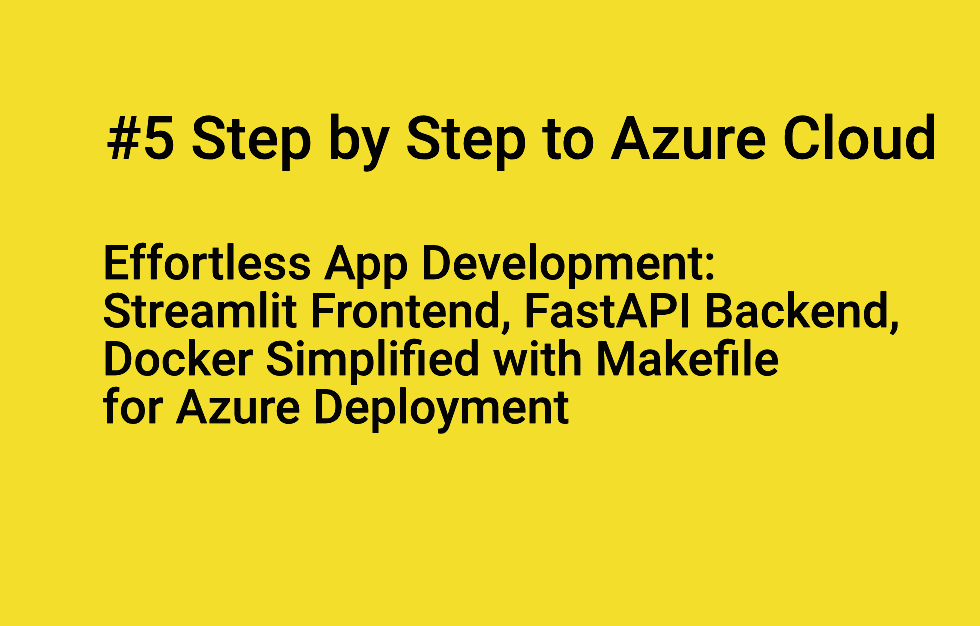 #5 Step by Step to Azure Cloud
Effortless App Development:
Streamlit Frontend, FastAPI Backend,
Docker Simplified with Makefile
for Azure Deployment